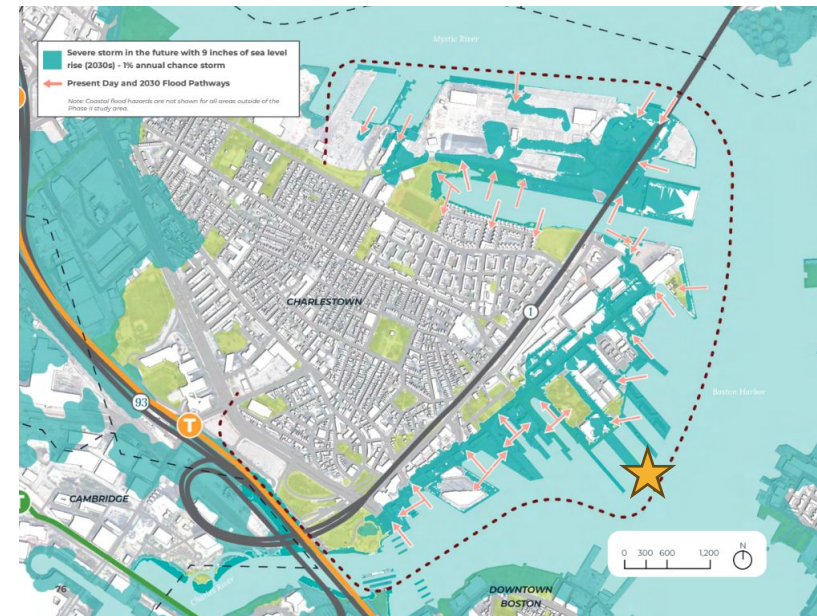 Mystic River
Severe storm in the future with 9 inches of sea level
rise (2030s) - 1% annual chance storm
Present Day and 2030 Flood Pathways
Note: Coastal flood hazards are not shown for all areas outside of the
Phase II study area.
CHARLESTOWN
1
Boston Harbor
93
T
CAMBRIDGE
T
N
0 300 600 1,200
Charles River
76
DOWNTOWN
BOSTON